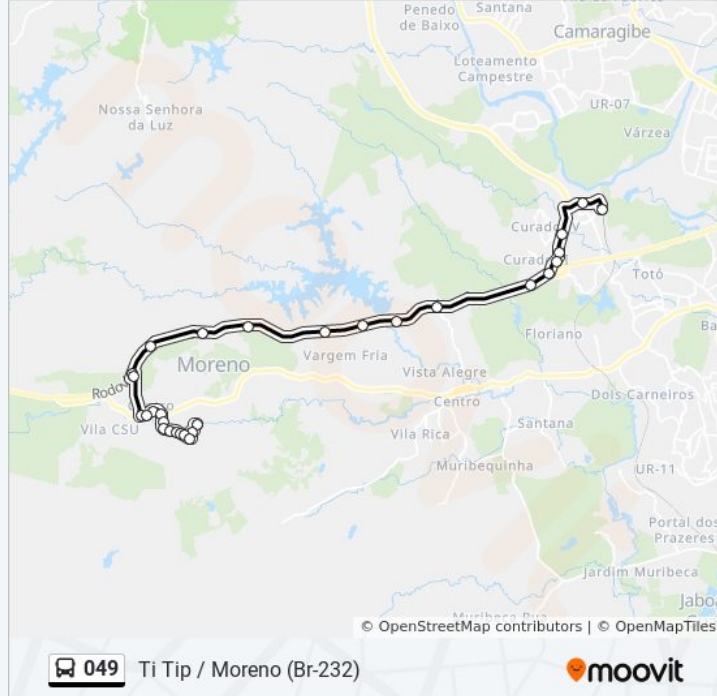 Penedo
de Baixo
Santana
Camaragibe
Loteamento
Campestre
Nossa Senhora
da Luz
UR-07
Várzea
Curado V
Curado
Totó
Floriano
Vargem Fria
Moreno
Vista Alegre
Centro
Dois Carneiros
Vila CSU
Vila Rica
Santana
Muribequinha
UR-11
Portal dos
Prazeres
Jardim Muribeca
© OpenStreetMap contributors | © OpenMapTiles
049 Ti Tip / Moreno (Br-232)
moovit